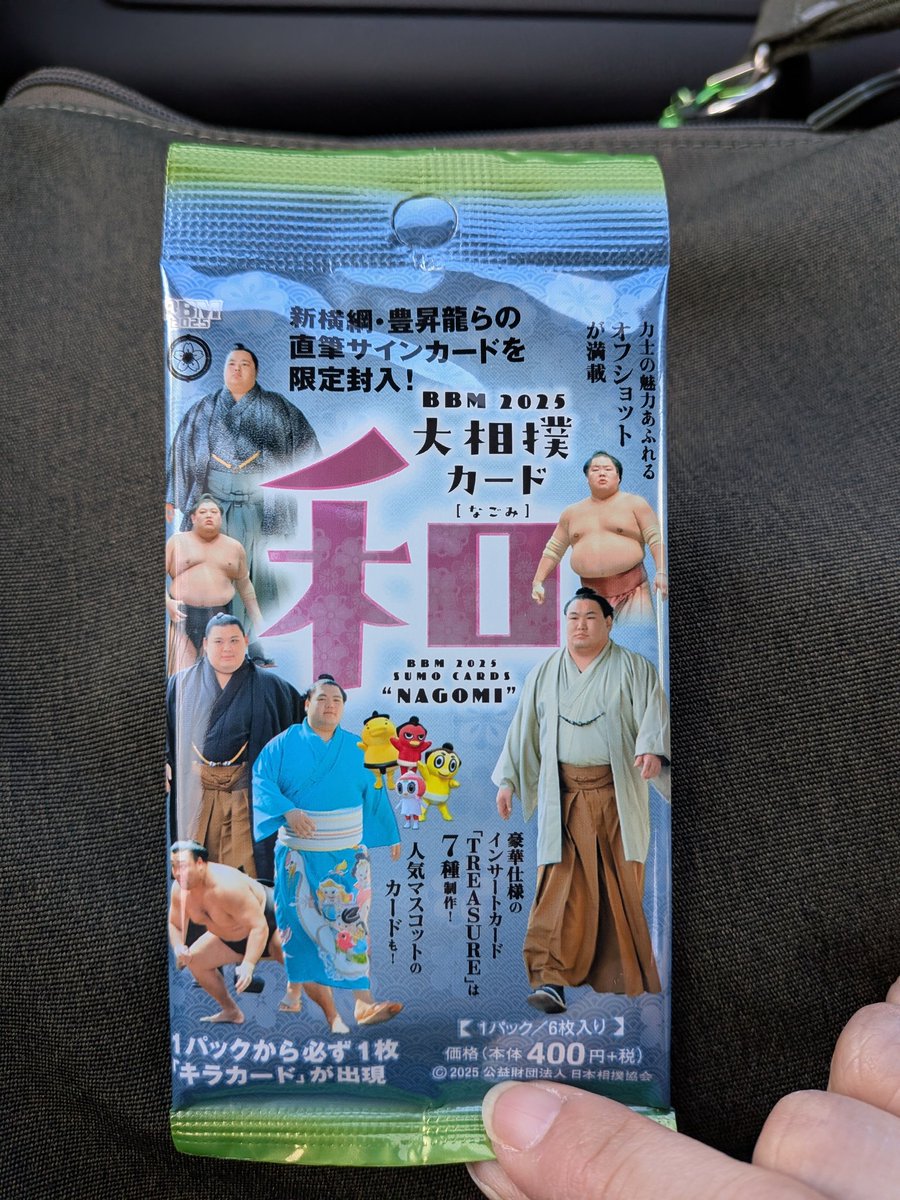 BBM
2025
新横綱・豊昇龍らの
直筆サインカードを
限定封入!
力士の魅力あふれる
オフショット
が満載
BBM 2025
大相撲
カード
[なごみ]
和
BBM 2025
SUMO CARDS
"NAGOMI"
豪華仕様の
インサートカード
「TREASURE」は
7種制作!
人気マスコットの
カードも!
1パックから必ず1枚
「キラカード」が出現
【1パック/6枚入り】
価格(本体400円+税)
©2025 公益財団法人 日本相撲協会